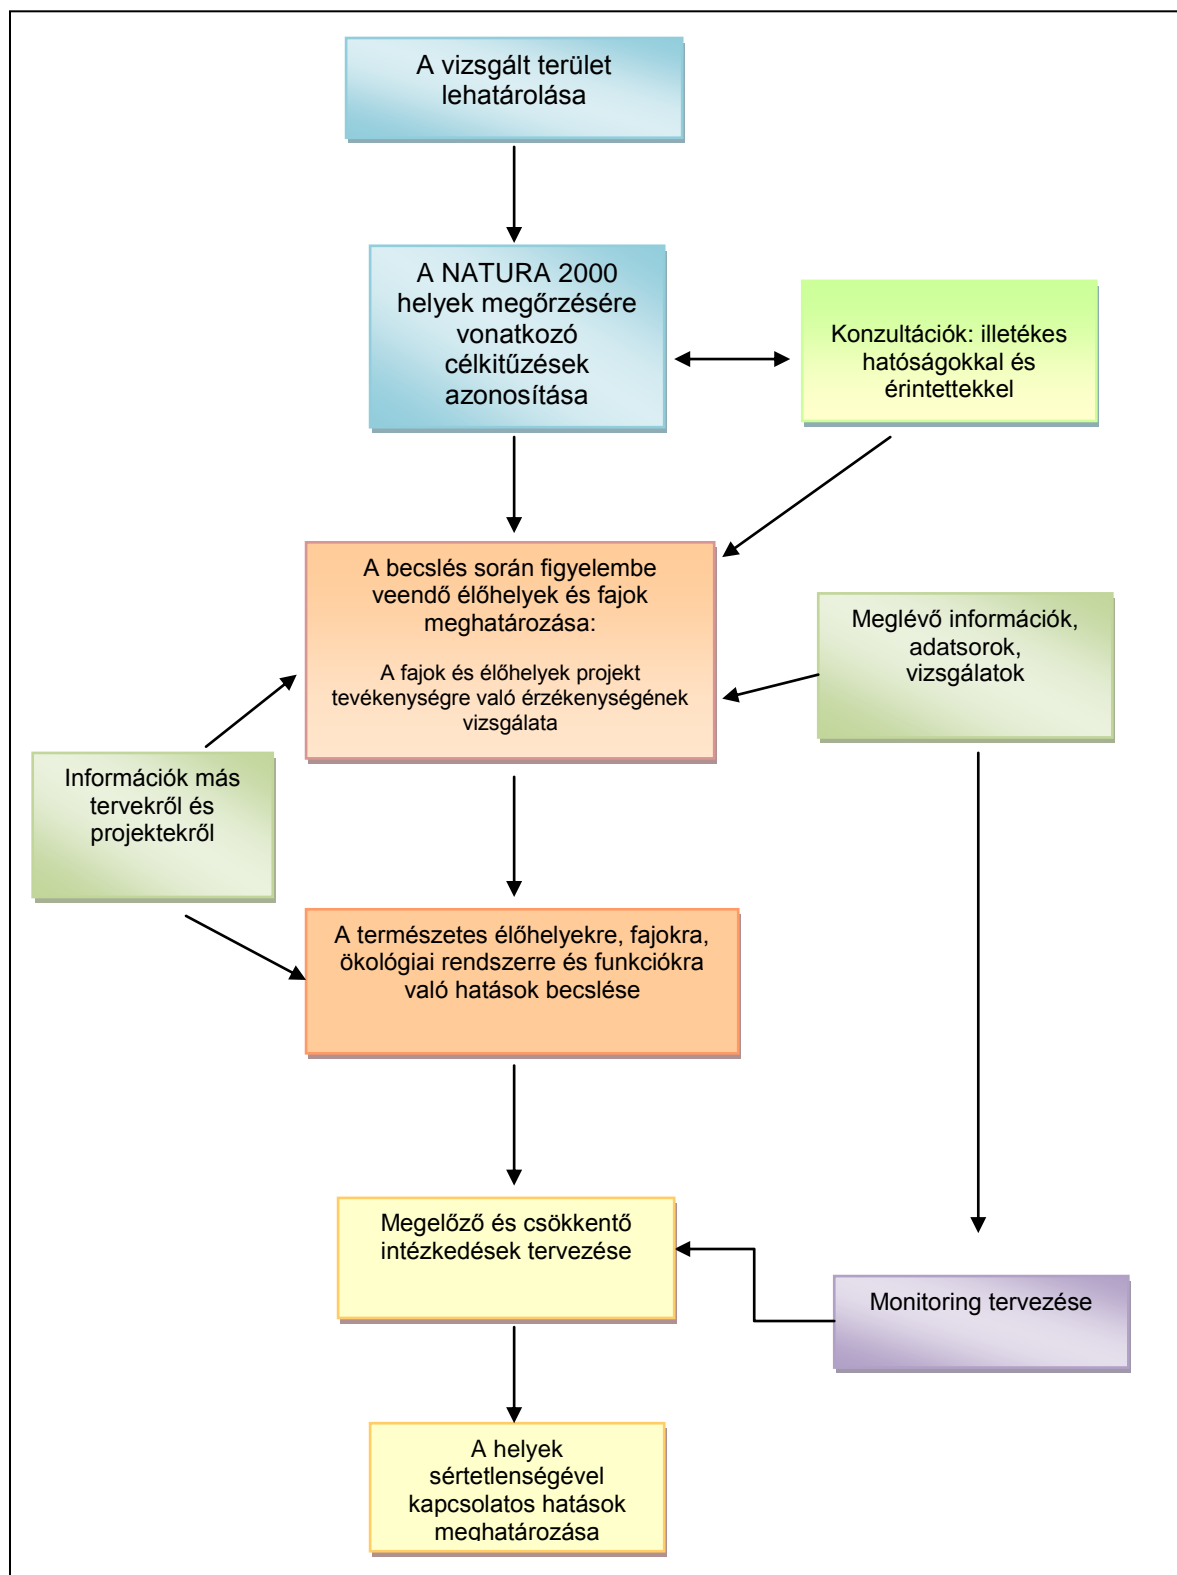 A vizsgált terület
lehatárolása
A NATURA 2000
helyek megőrzésére
vonatkozó
célkitűzések
azonosítása
Konzultációk: illetékes
hatóságokkal és
érintettekkel
A becslés során figyelembe
veendő élőhelyek és fajok
meghatározása:
A fajok és élőhelyek projekt
tevékenységre való érzékenységének
vizsgálata
Meglévő információk,
adatsorok,
vizsgálatok
Információk más
tervekről és
projektekről
A természetes élőhelyekre, fajokra,
ökológiai rendszerre és funkciókra
való hatások becslése
Megelőző és csökkentő
intézkedések tervezése
Monitoring tervezése
A helyek
sértetlenségével
kapcsolatos hatások
meghatározása